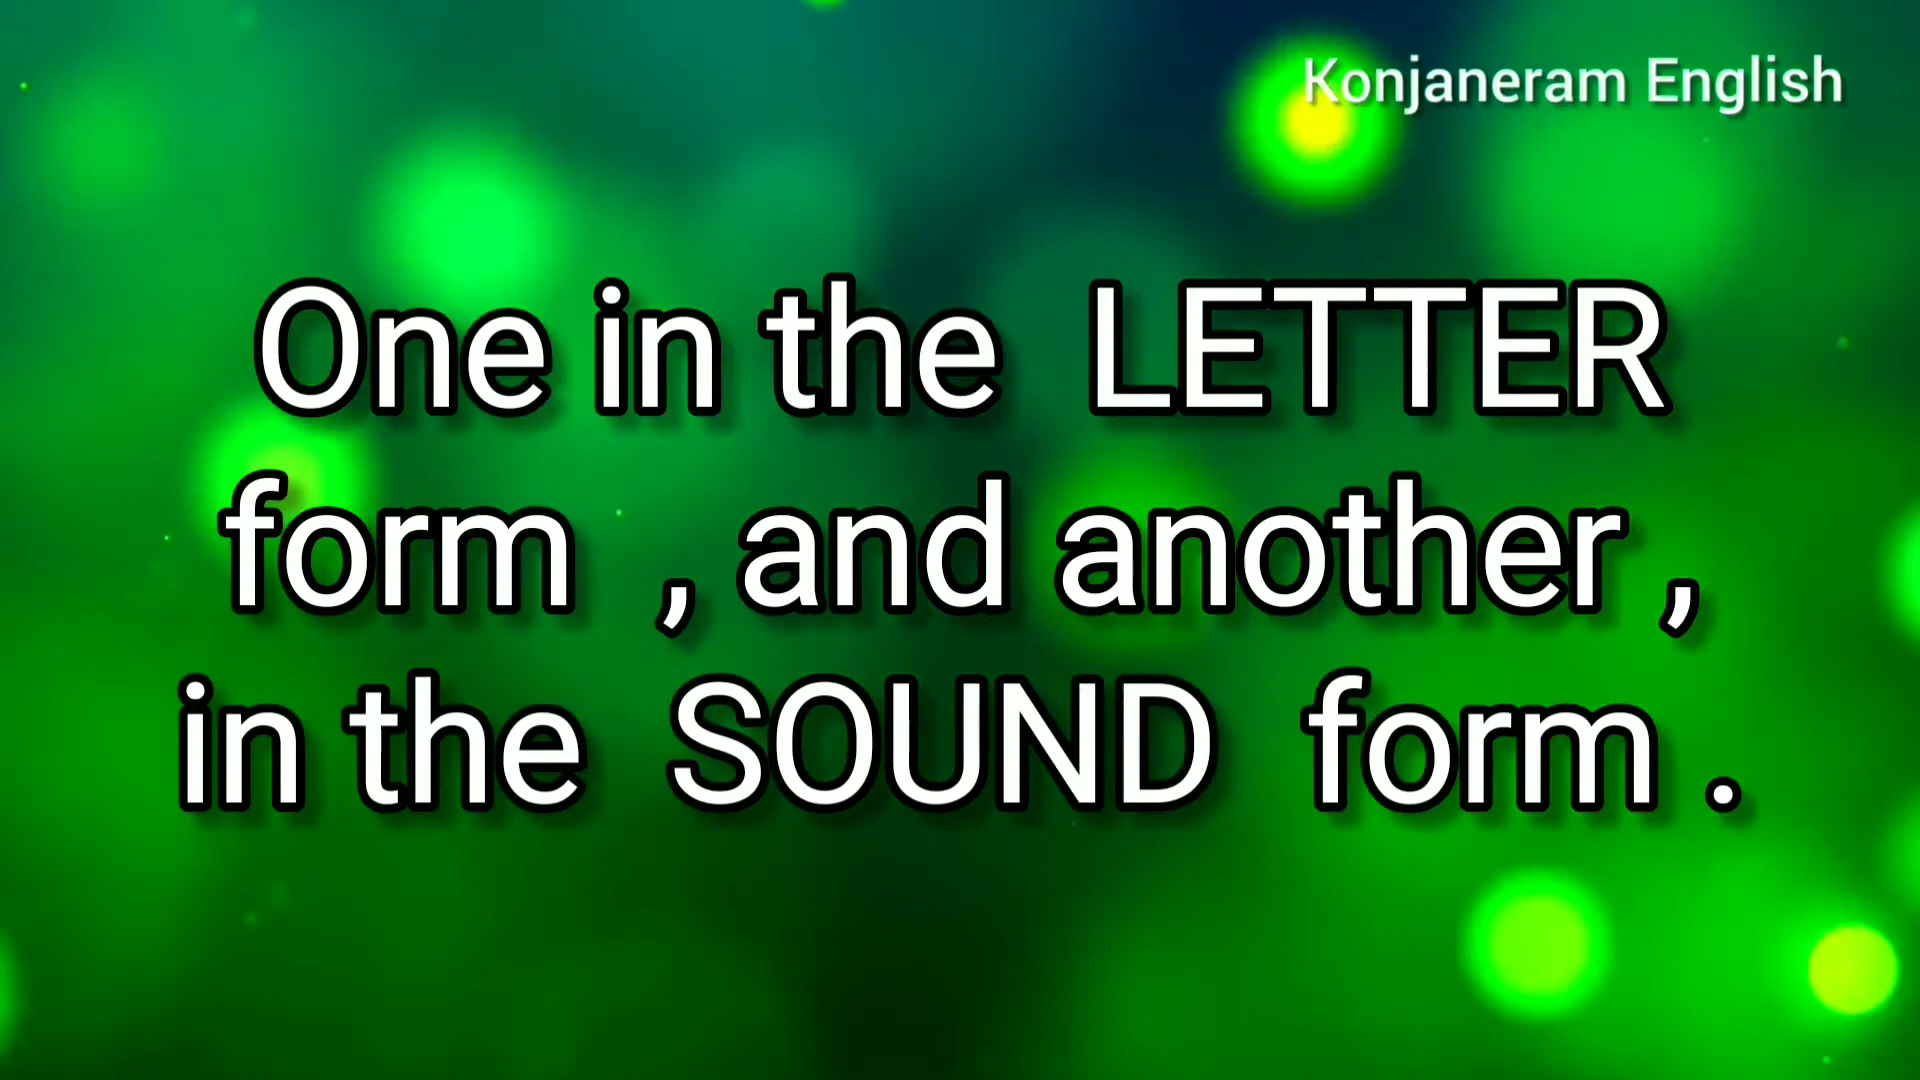 Konjaneram English
One in the LETTER
form , and another ,
in the SOUND form .